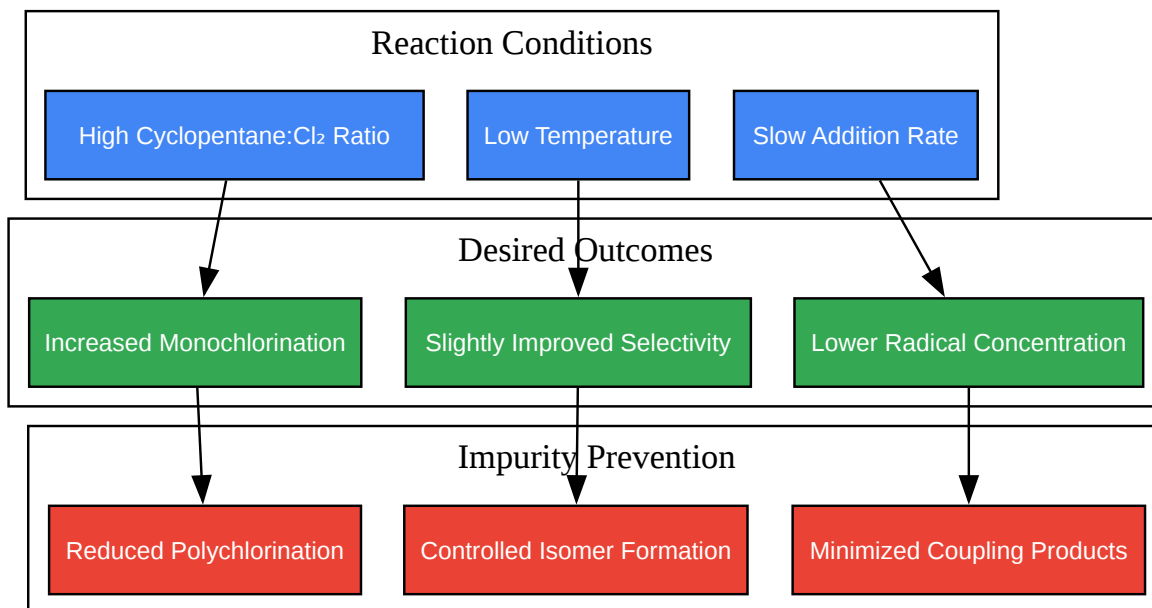 Reaction Conditions
High Cyclopentane:Cl₂ Ratio
Low Temperature
Slow Addition Rate
Desired Outcomes
Increased Monochlorination
Slightly Improved Selectivity
Lower Radical Concentration
Impurity Prevention
Reduced Polychlorination
Controlled Isomer Formation
Minimized Coupling Products